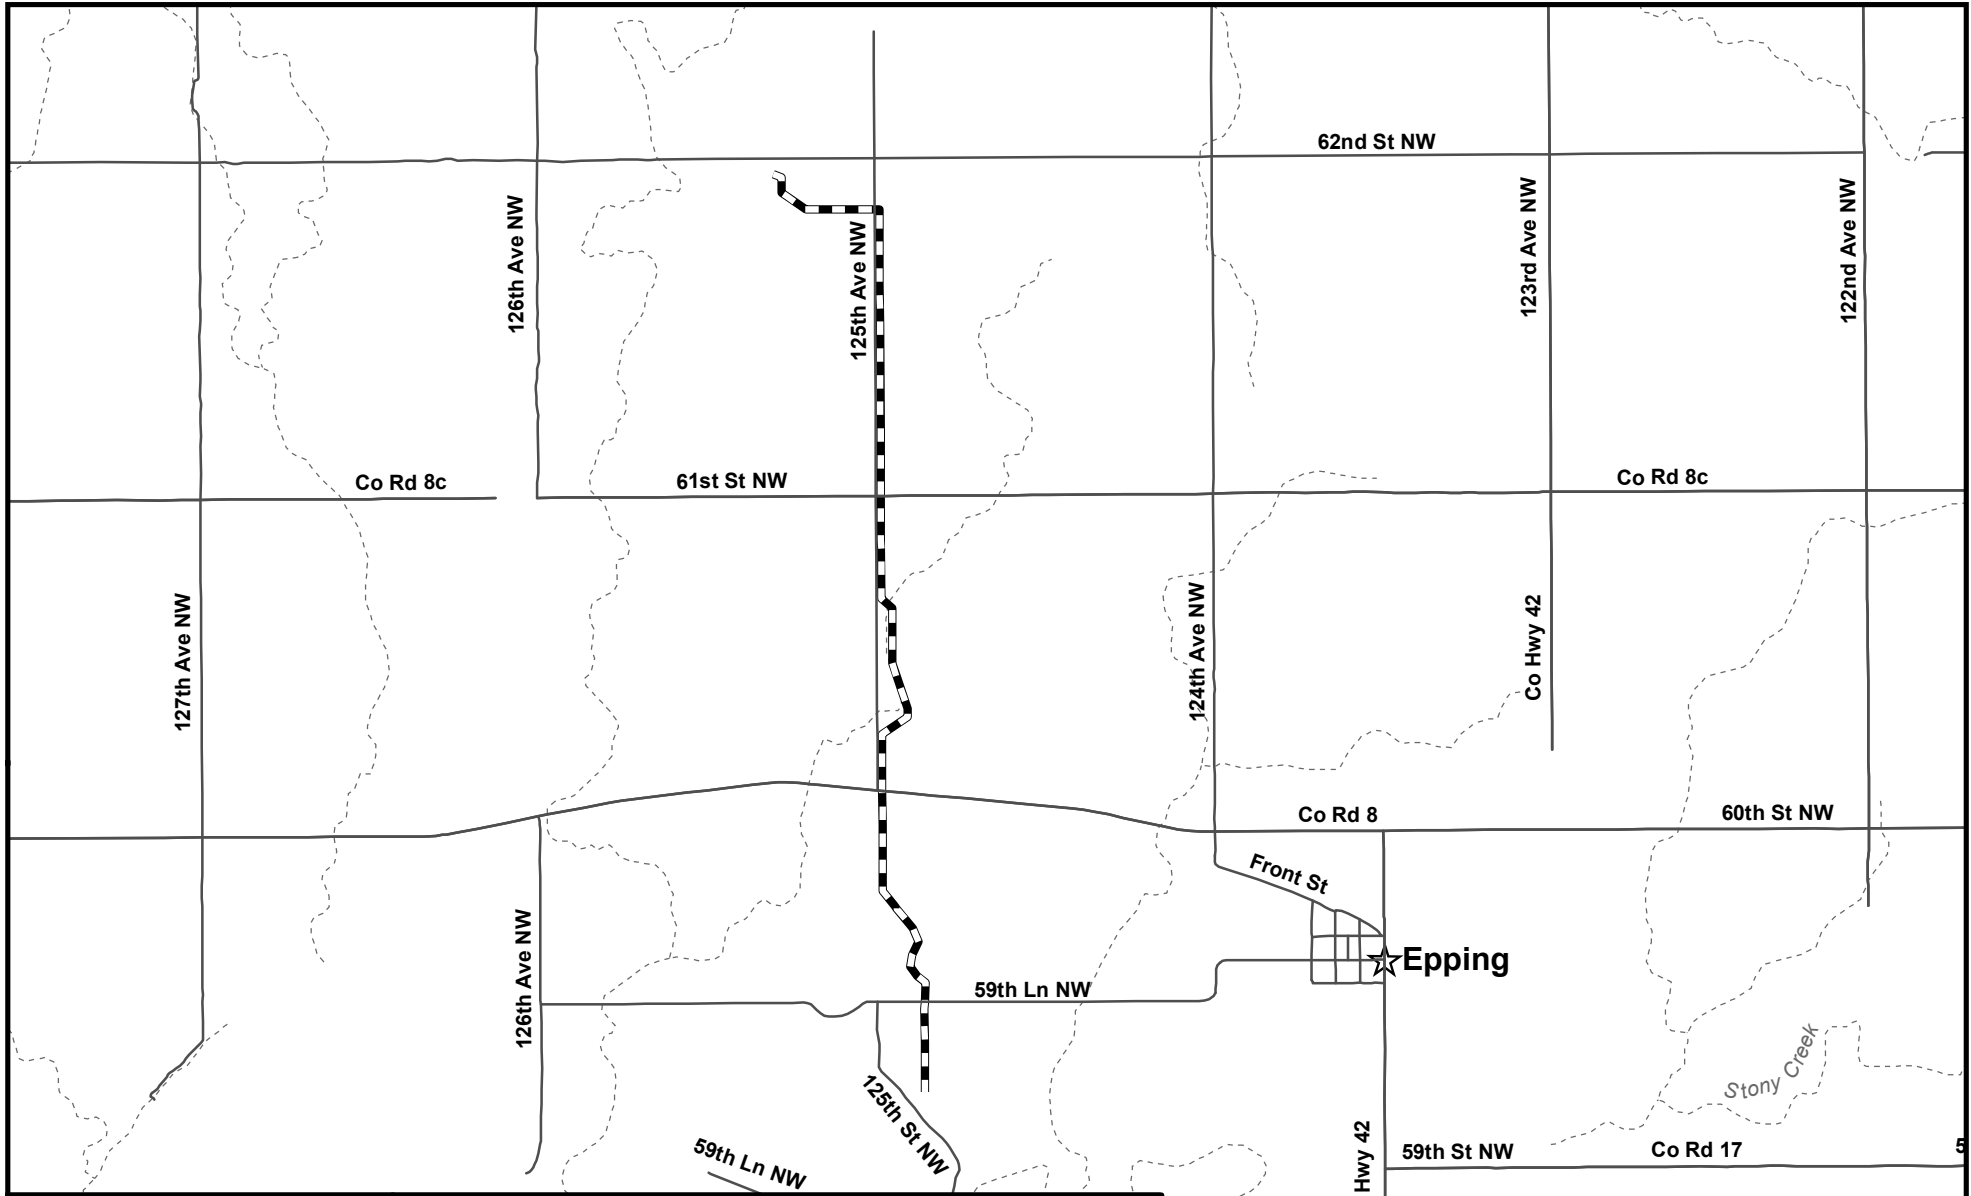 62nd St NW
126th Ave NW
125th Ave NW
123rd Ave NW
122nd Ave NW
Co Rd 8c
61st St NW
Co Rd 8c
127th Ave NW
124th Ave NW
Co Hwy 42
Co Rd 8
60th St NW
Front St
Epping
126th Ave NW
59th Ln NW
Stony Creek
125th St NW
59th Ln NW
Hwy 42
59th St NW
Co Rd 17
5